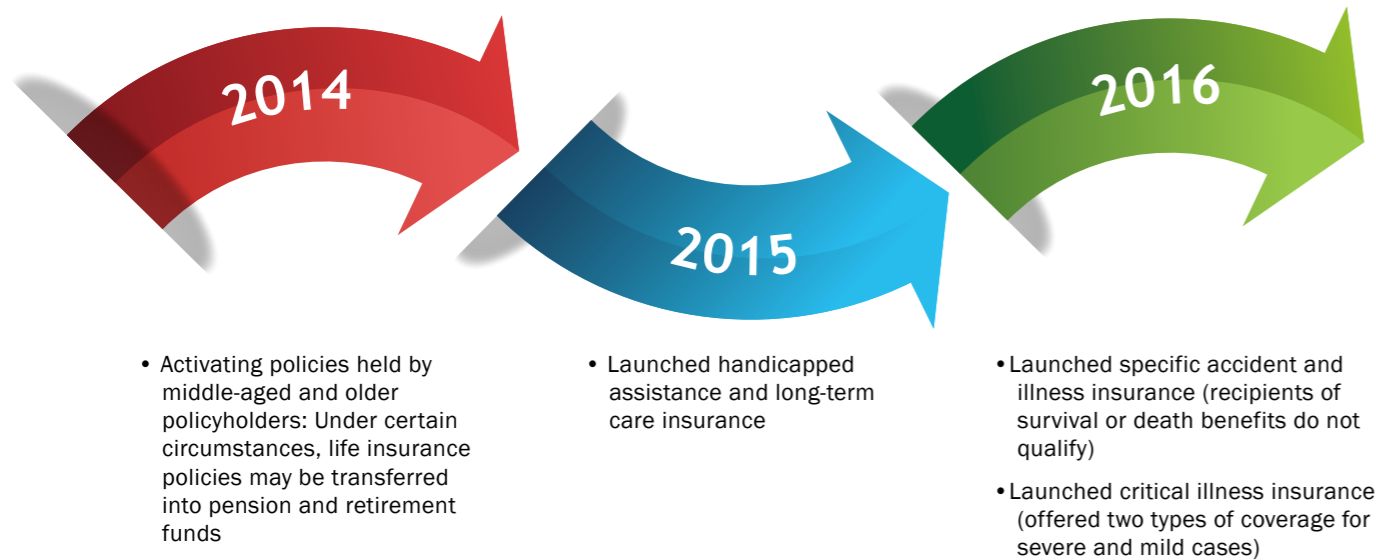 2014
2015
2016
• Activating policies held by
middle-aged and older
policyholders: Under certain
circumstances, life insurance
policies may be transferred
into pension and retirement
funds
• Launched handicapped
assistance and long-term
care insurance
• Launched specific accident and
illness insurance (recipients of
survival or death benefits do not
qualify)
• Launched critical illness insurance
(offered two types of coverage for
severe and mild cases)